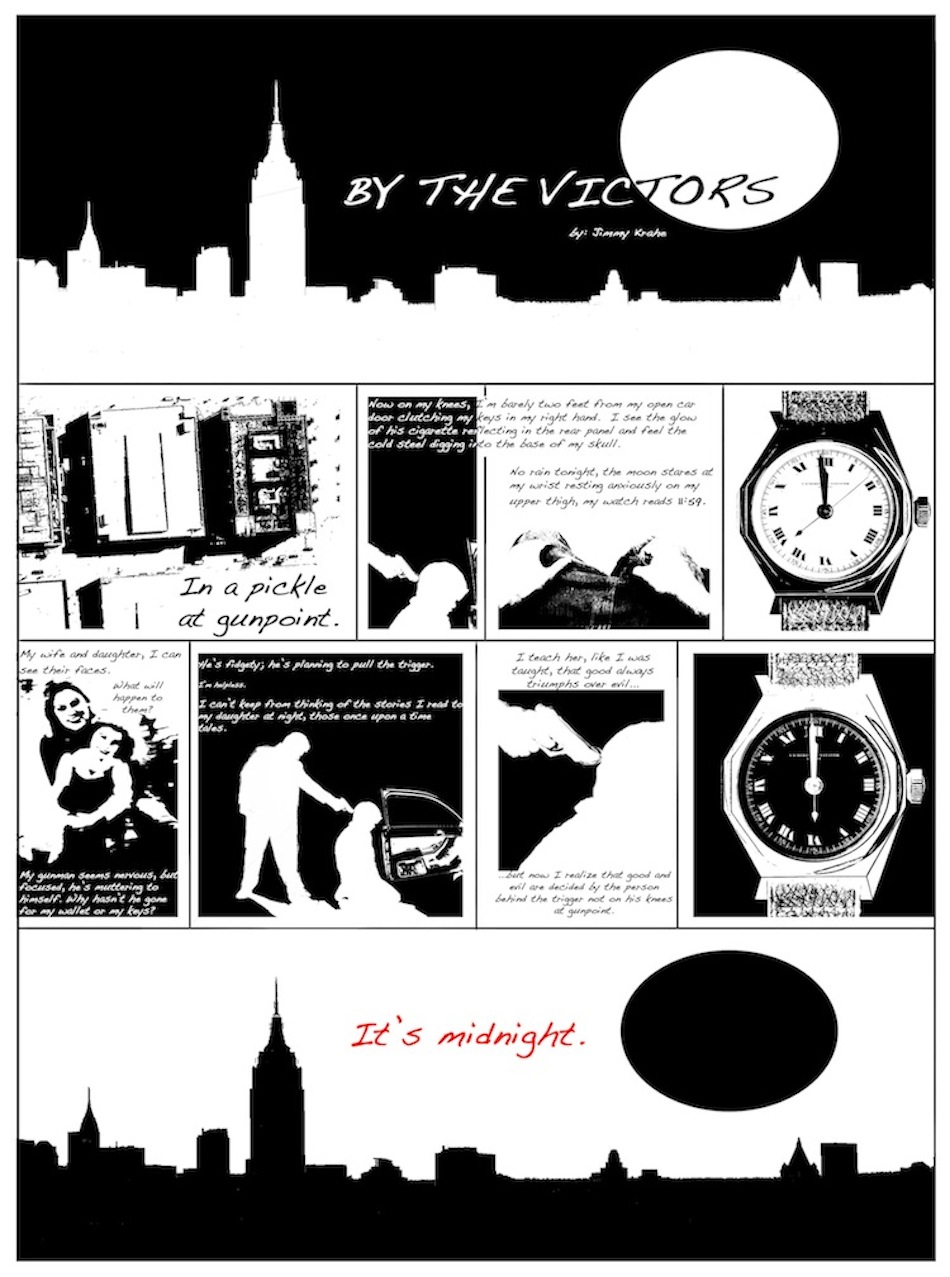 BY THE VICTORS
by: Jimmy Krahe
In a pickle
at gunpoint.
Now on my knees, I'm barely two feet from my open car
door clutching my keys in my right hand. I see the glow
of his cigarette reflecting in the rear panel and feel the
cold steel digging into the base of my skull.
No rain tonight, the moon stares at
my wrist resting anxiously on my
upper thigh, my watch reads 11:59.
My wife and daughter, I can
see their faces.
What will
happen to
them?
My gunman seems nervous, but
focused, he's muttering to
himself. Why hasn't he gone
for my wallet or my keys?
He's fidgety; he's planning to pull the trigger.
I'm helpless.
I can't keep from thinking of the stories I read to
my daughter at night, those once upon a time
tales.
I teach her, like I was
taught, that good always
triumphs over evil...
...but now I realize that good and
evil are decided by the person
behind the trigger not on his knees
at gunpoint.
It's midnight.